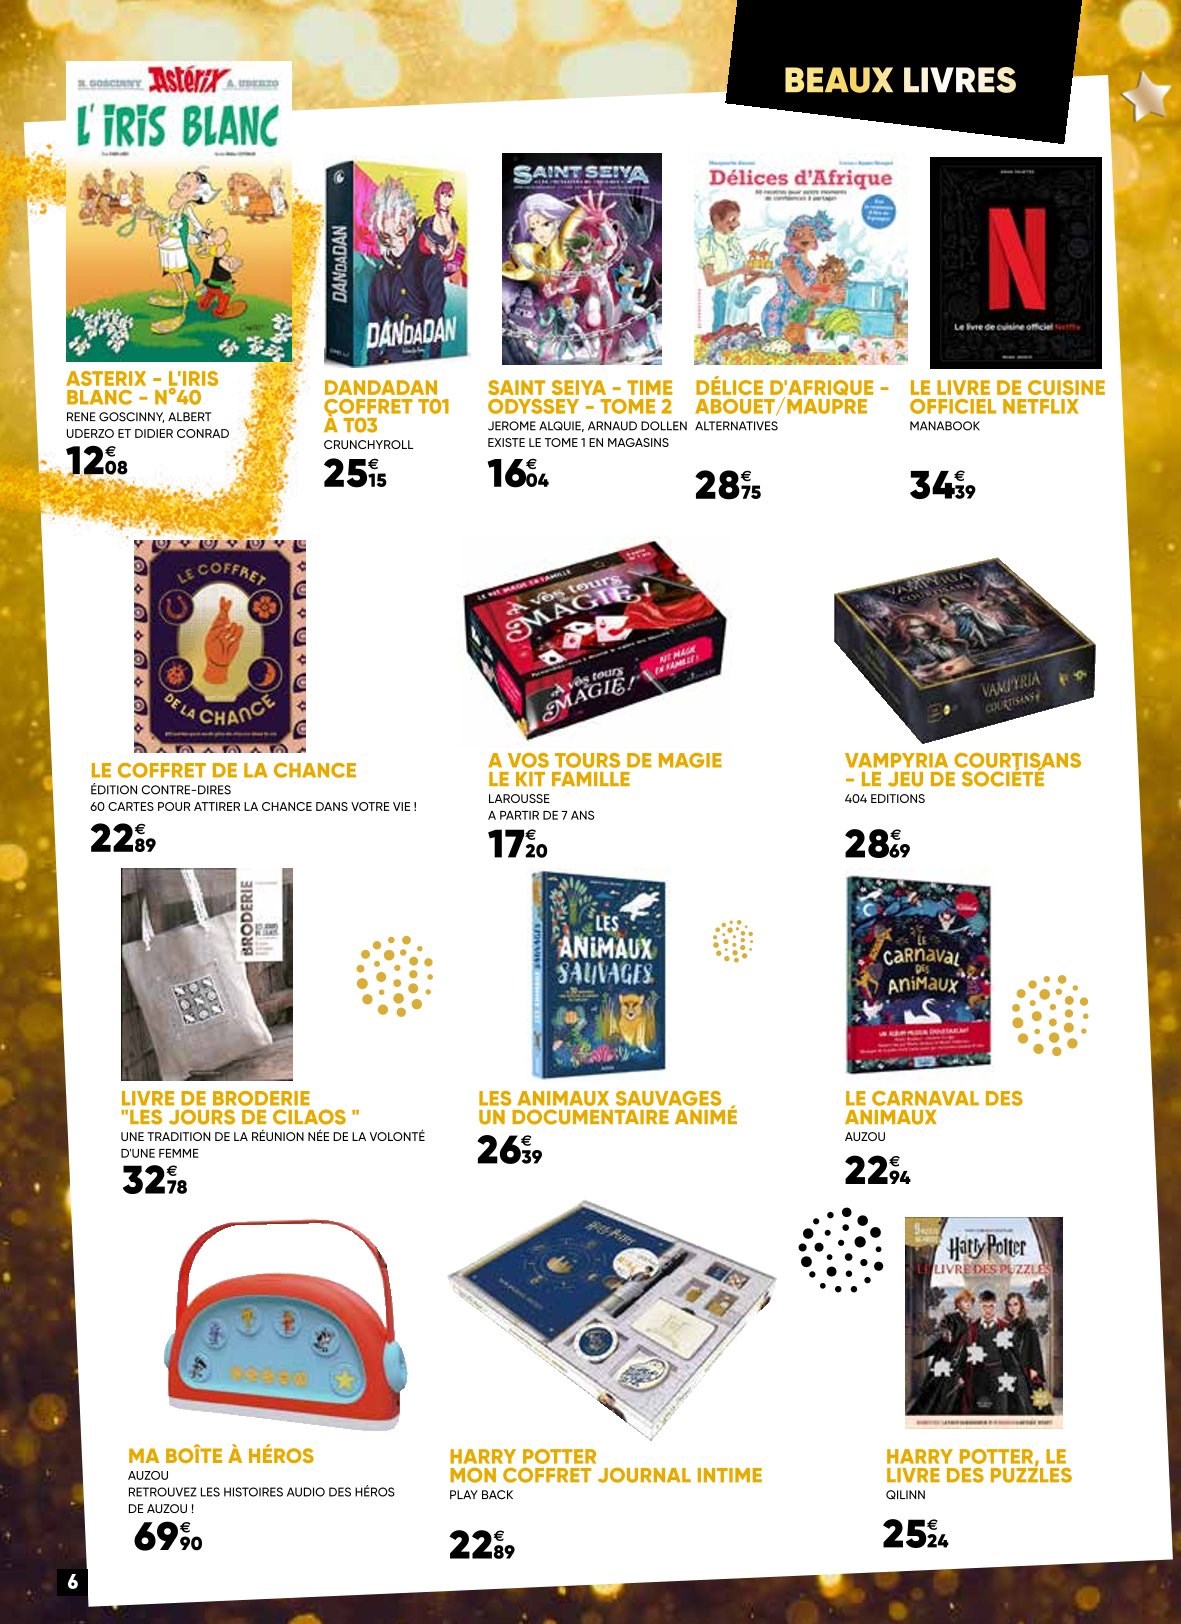 BEAUX LIVRES
R. GOSCINNY Astérix A. UDERZO
L'IRIS BLANC
ASTERIX - L'IRIS
BLANC - N°40
RENE GOSCINNY, ALBERT
UDERZO ET DIDIER CONRAD
12€08
DANDADAN
DANDADAN
DANDADAN
COFFRET T01
À T03
CRUNCHYROLL
25€15
SAINT SEIYA
SAINT SEIYA - TIME
ODYSSEY - TOME 2
JEROME ALQUIE, ARNAUD DOLLEN
EXISTE LE TOME 1 EN MAGASINS
16€04
Délices d'Afrique
DÉLICE D'AFRIQUE -
ABOUET/MAUPRE
ALTERNATIVES
28€75
N
Le livre de cuisine officiel Netflix
LE LIVRE DE CUISINE
OFFICIEL NETFLIX
MANABOOK
34€39
LE COFFRET
DE LA CHANCE
LE COFFRET DE LA CHANCE
ÉDITION CONTRE-DIRES
60 CARTES POUR ATTIRER LA CHANCE DANS VOTRE VIE !
22€89
LE KIT MAGIE EN FAMILLE
A vos tours
MAGIE!
A vos tours
MAGIE!
KIT MAGIE
EN FAMILLE !
A VOS TOURS DE MAGIE
LE KIT FAMILLE
LAROUSSE
A PARTIR DE 7 ANS
17€20
VAMPYRIA
COURTISANS
VAMPYRIA
COURTISANS
VAMPYRIA COURTISANS
- LE JEU DE SOCIÉTÉ
404 EDITIONS
28€69
BRODERIE
LIVRE DE BRODERIE
"LES JOURS DE CILAOS "
UNE TRADITION DE LA RÉUNION NÉE DE LA VOLONTÉ
D'UNE FEMME
32€78
LES
ANIMAUX
SAUVAGES
LES ANIMAUX SAUVAGES
UN DOCUMENTAIRE ANIMÉ
26€39
LE
CARNAVAL
DES
ANIMAUX
LE CARNAVAL DES
ANIMAUX
AUZOU
22€94
MA BOÎTE À HÉROS
AUZOU
RETROUVEZ LES HISTOIRES AUDIO DES HÉROS
DE AUZOU !
69€90
HARRY POTTER
HARRY POTTER
MON COFFRET JOURNAL INTIME
PLAY BACK
22€89
Harry Potter
LE LIVRE DES PUZZLES
HARRY POTTER, LE
LIVRE DES PUZZLES
QILINN
25€24
6